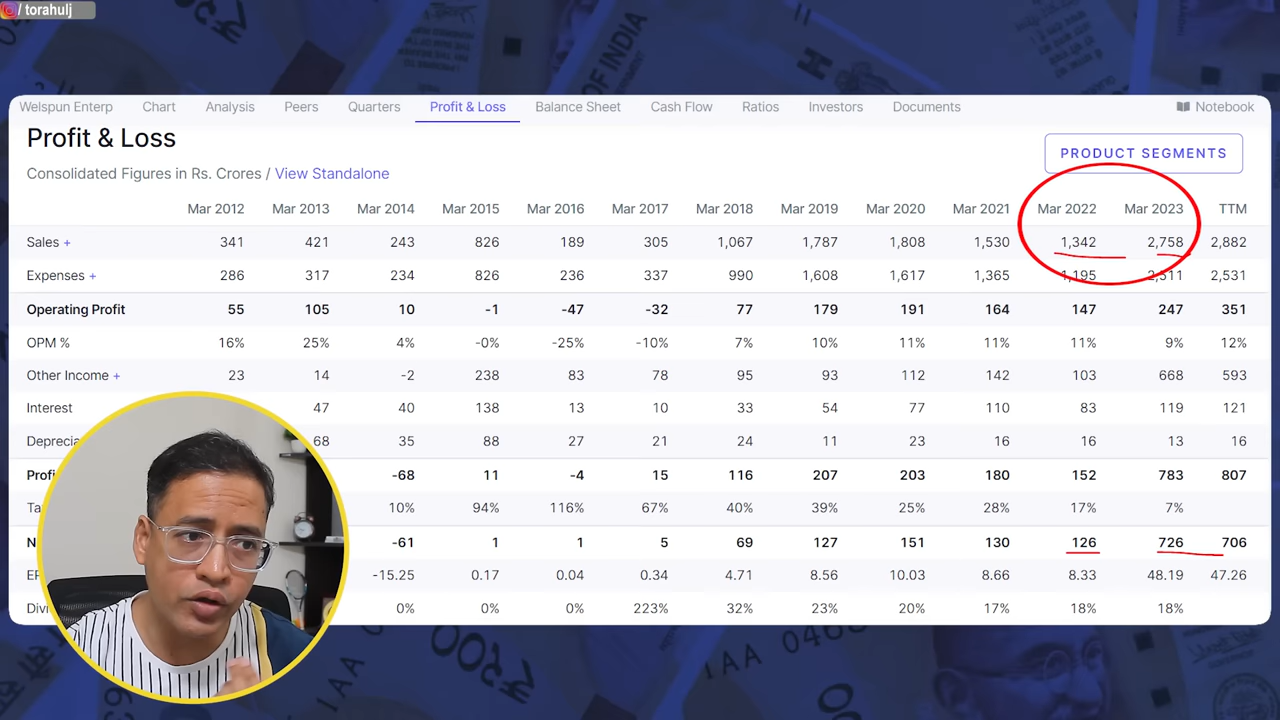 / torahulj
Welspun Enterp Chart Analysis Peers Quarters Profit & Loss Balance Sheet Cash Flow Ratios Investors Documents Notebook
Profit & Loss
PRODUCT SEGMENTS
Consolidated Figures in Rs. Crores / View Standalone
Mar 2012 Mar 2013 Mar 2014 Mar 2015 Mar 2016 Mar 2017 Mar 2018 Mar 2019 Mar 2020 Mar 2021 Mar 2022 Mar 2023 TTM
Sales + 341 421 243 826 189 305 1,067 1,787 1,808 1,530 1,342 2,758 2,882
Expenses + 286 317 234 826 236 337 990 1,608 1,617 1,365 1,195 2,511 2,531
Operating Profit 55 105 10 -1 -47 -32 77 179 191 164 147 247 351
OPM % 16% 25% 4% -0% -25% -10% 7% 10% 11% 11% 11% 9% 12%
Other Income + 23 14 -2 238 83 78 95 93 112 142 103 668 593
Interest 47 40 138 13 10 33 54 77 110 83 119 121
68 35 88 27 21 24 11 23 16 16 13 16
-68 11 -4 15 116 207 203 180 152 783 807
10% 94% 116% 67% 40% 39% 25% 28% 17% 7%
-61 1 1 5 69 127 151 130 126 726 706
-15.25 0.17 0.04 0.34 4.71 8.56 10.03 8.66 8.33 48.19 47.26
0% 0% 0% 223% 32% 23% 20% 17% 18% 18%
OF INDIA
IAA
₹500
IAA 046